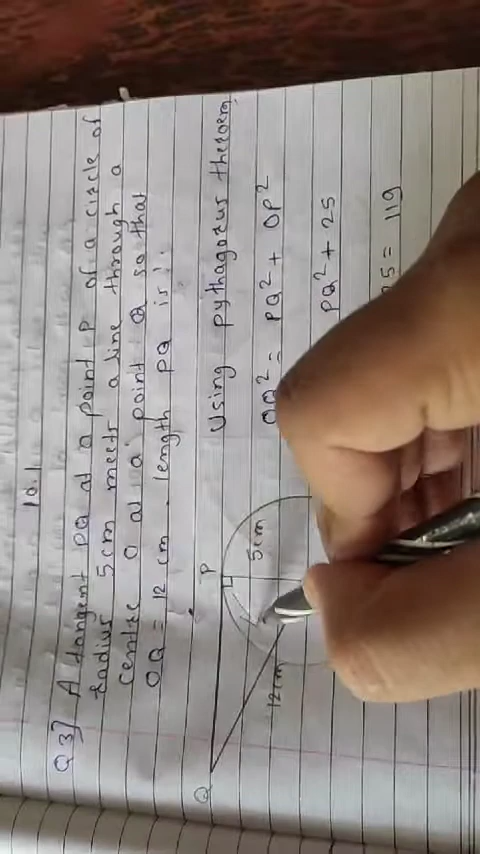 10.1
Q3] A tangent PQ at a point P of a circle of
radius 5cm meets a line through a
centre O at a point Q so that
OQ = 12 cm. length PQ is:
Using pythagorus theorem
OQ² = PQ² + OP²
PQ² + 25
25 = 119
P
5cm
12cm
Q